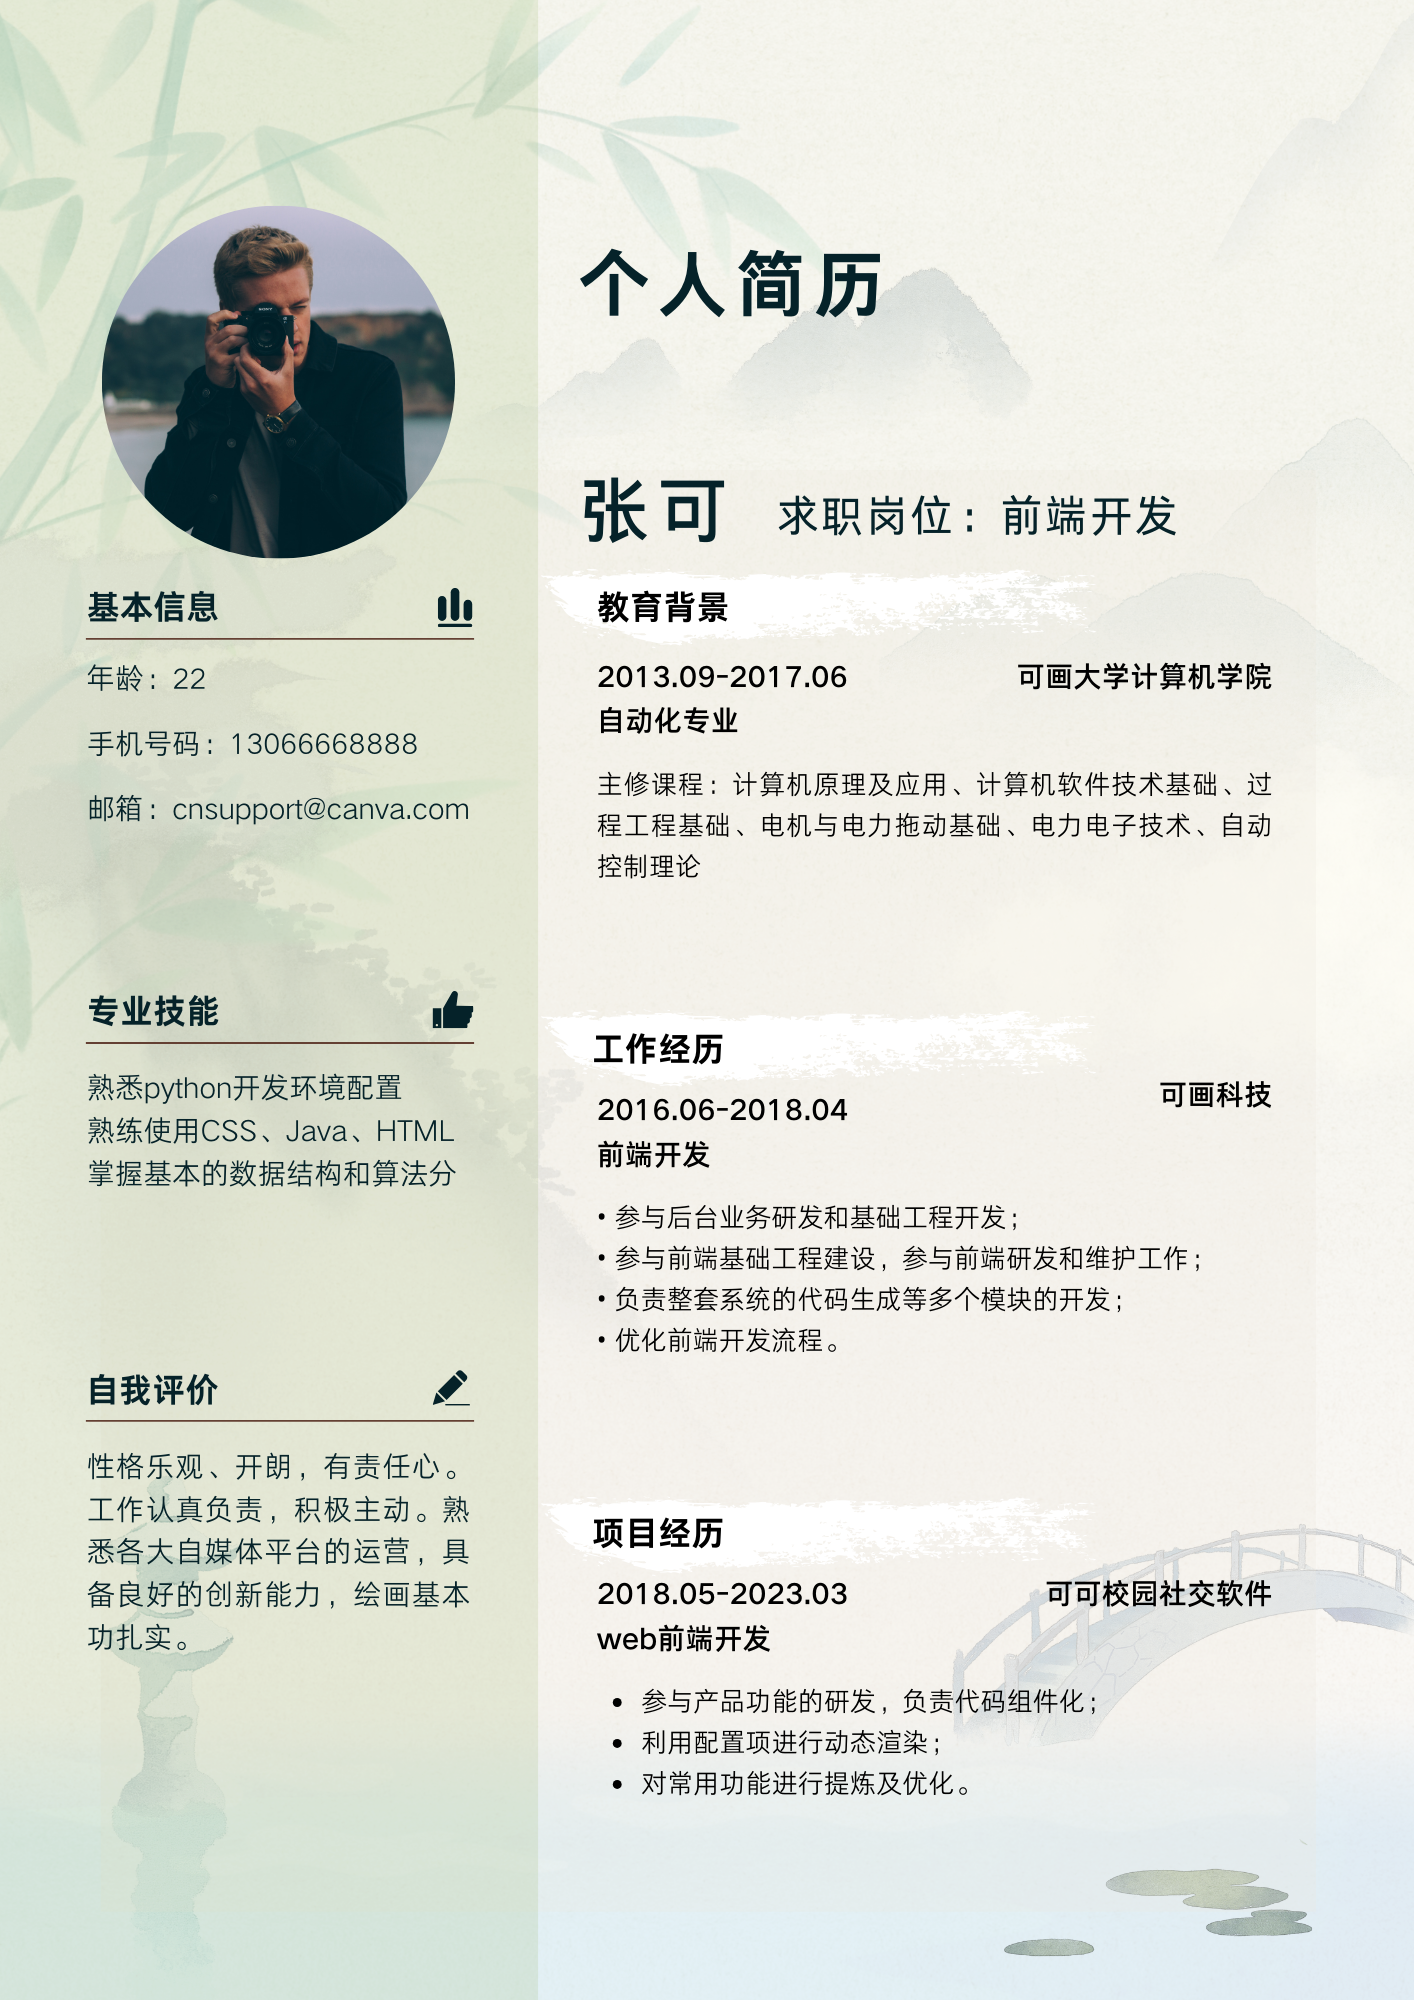 个人简历
张可 求职岗位：前端开发
基本信息
年龄：22
手机号码：13066668888
邮箱：cnsupport@canva.com
专业技能
熟悉python开发环境配置
熟练使用CSS、Java、HTML
掌握基本的数据结构和算法分
自我评价
性格乐观、开朗，有责任心。
工作认真负责，积极主动。熟
悉各大自媒体平台的运营，具
备良好的创新能力，绘画基本
功扎实。
教育背景
2013.09-2017.06 可画大学计算机学院
自动化专业
主修课程：计算机原理及应用、计算机软件技术基础、过
程工程基础、电机与电力拖动基础、电力电子技术、自动
控制理论
工作经历
2016.06-2018.04 可画科技
前端开发
• 参与后台业务研发和基础工程开发；
• 参与前端基础工程建设，参与前端研发和维护工作；
• 负责整套系统的代码生成等多个模块的开发；
• 优化前端开发流程。
项目经历
2018.05-2023.03 可可校园社交软件
web前端开发
• 参与产品功能的研发，负责代码组件化；
• 利用配置项进行动态渲染；
• 对常用功能进行提炼及优化。